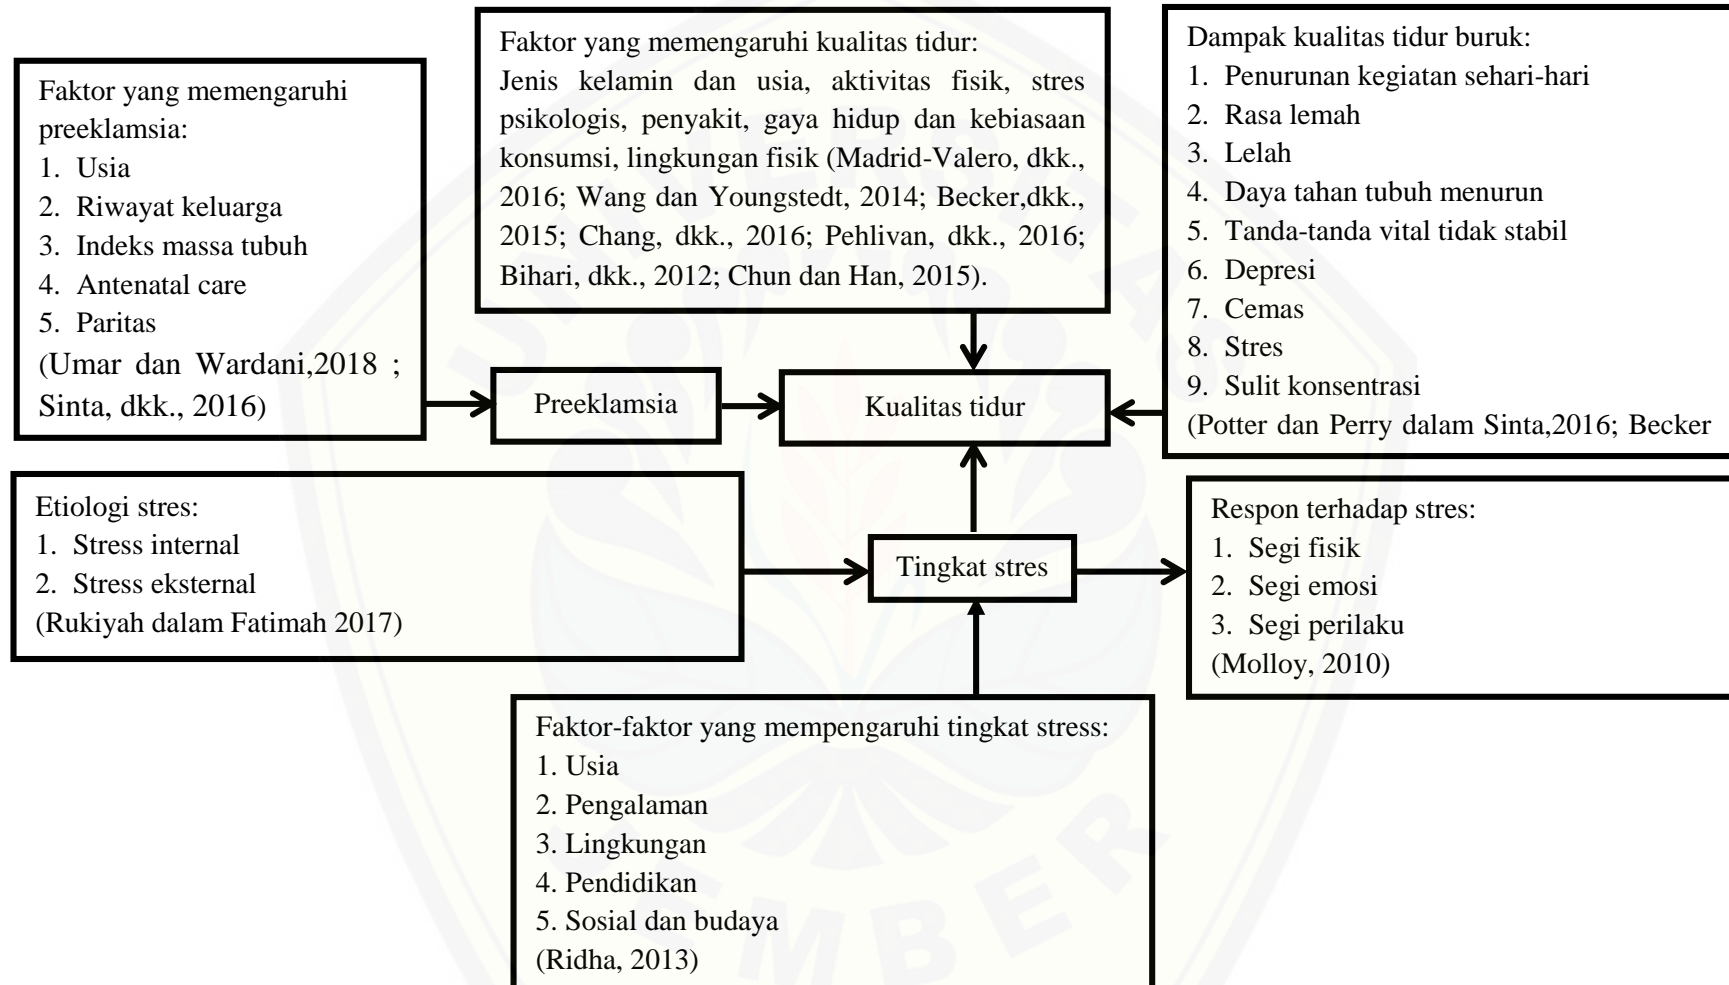 Faktor yang memengaruhi
preeklamsia:
1. Usia
2. Riwayat keluarga
3. Indeks massa tubuh
4. Antenatal care
5. Paritas
(Umar dan Wardani,2018 ;
Sinta, dkk., 2016)
Faktor yang memengaruhi kualitas tidur:
Jenis kelamin dan usia, aktivitas fisik, stres
psikologis, penyakit, gaya hidup dan kebiasaan
konsumsi, lingkungan fisik (Madrid-Valero, dkk.,
2016; Wang dan Youngstedt, 2014; Becker,dkk.,
2015; Chang, dkk., 2016; Pehlivan, dkk., 2016;
Bihari, dkk., 2012; Chun dan Han, 2015).
Dampak kualitas tidur buruk:
1. Penurunan kegiatan sehari-hari
2. Rasa lemah
3. Lelah
4. Daya tahan tubuh menurun
5. Tanda-tanda vital tidak stabil
6. Depresi
7. Cemas
8. Stres
9. Sulit konsentrasi
(Potter dan Perry dalam Sinta,2016; Becker
Preeklamsia
Kualitas tidur
Etiologi stres:
1. Stress internal
2. Stress eksternal
(Rukiyah dalam Fatimah 2017)
Tingkat stres
Respon terhadap stres:
1. Segi fisik
2. Segi emosi
3. Segi perilaku
(Molloy, 2010)
Faktor-faktor yang mempengaruhi tingkat stress:
1. Usia
2. Pengalaman
3. Lingkungan
4. Pendidikan
5. Sosial dan budaya
(Ridha, 2013)
UNIVERSITAS
JEMBER